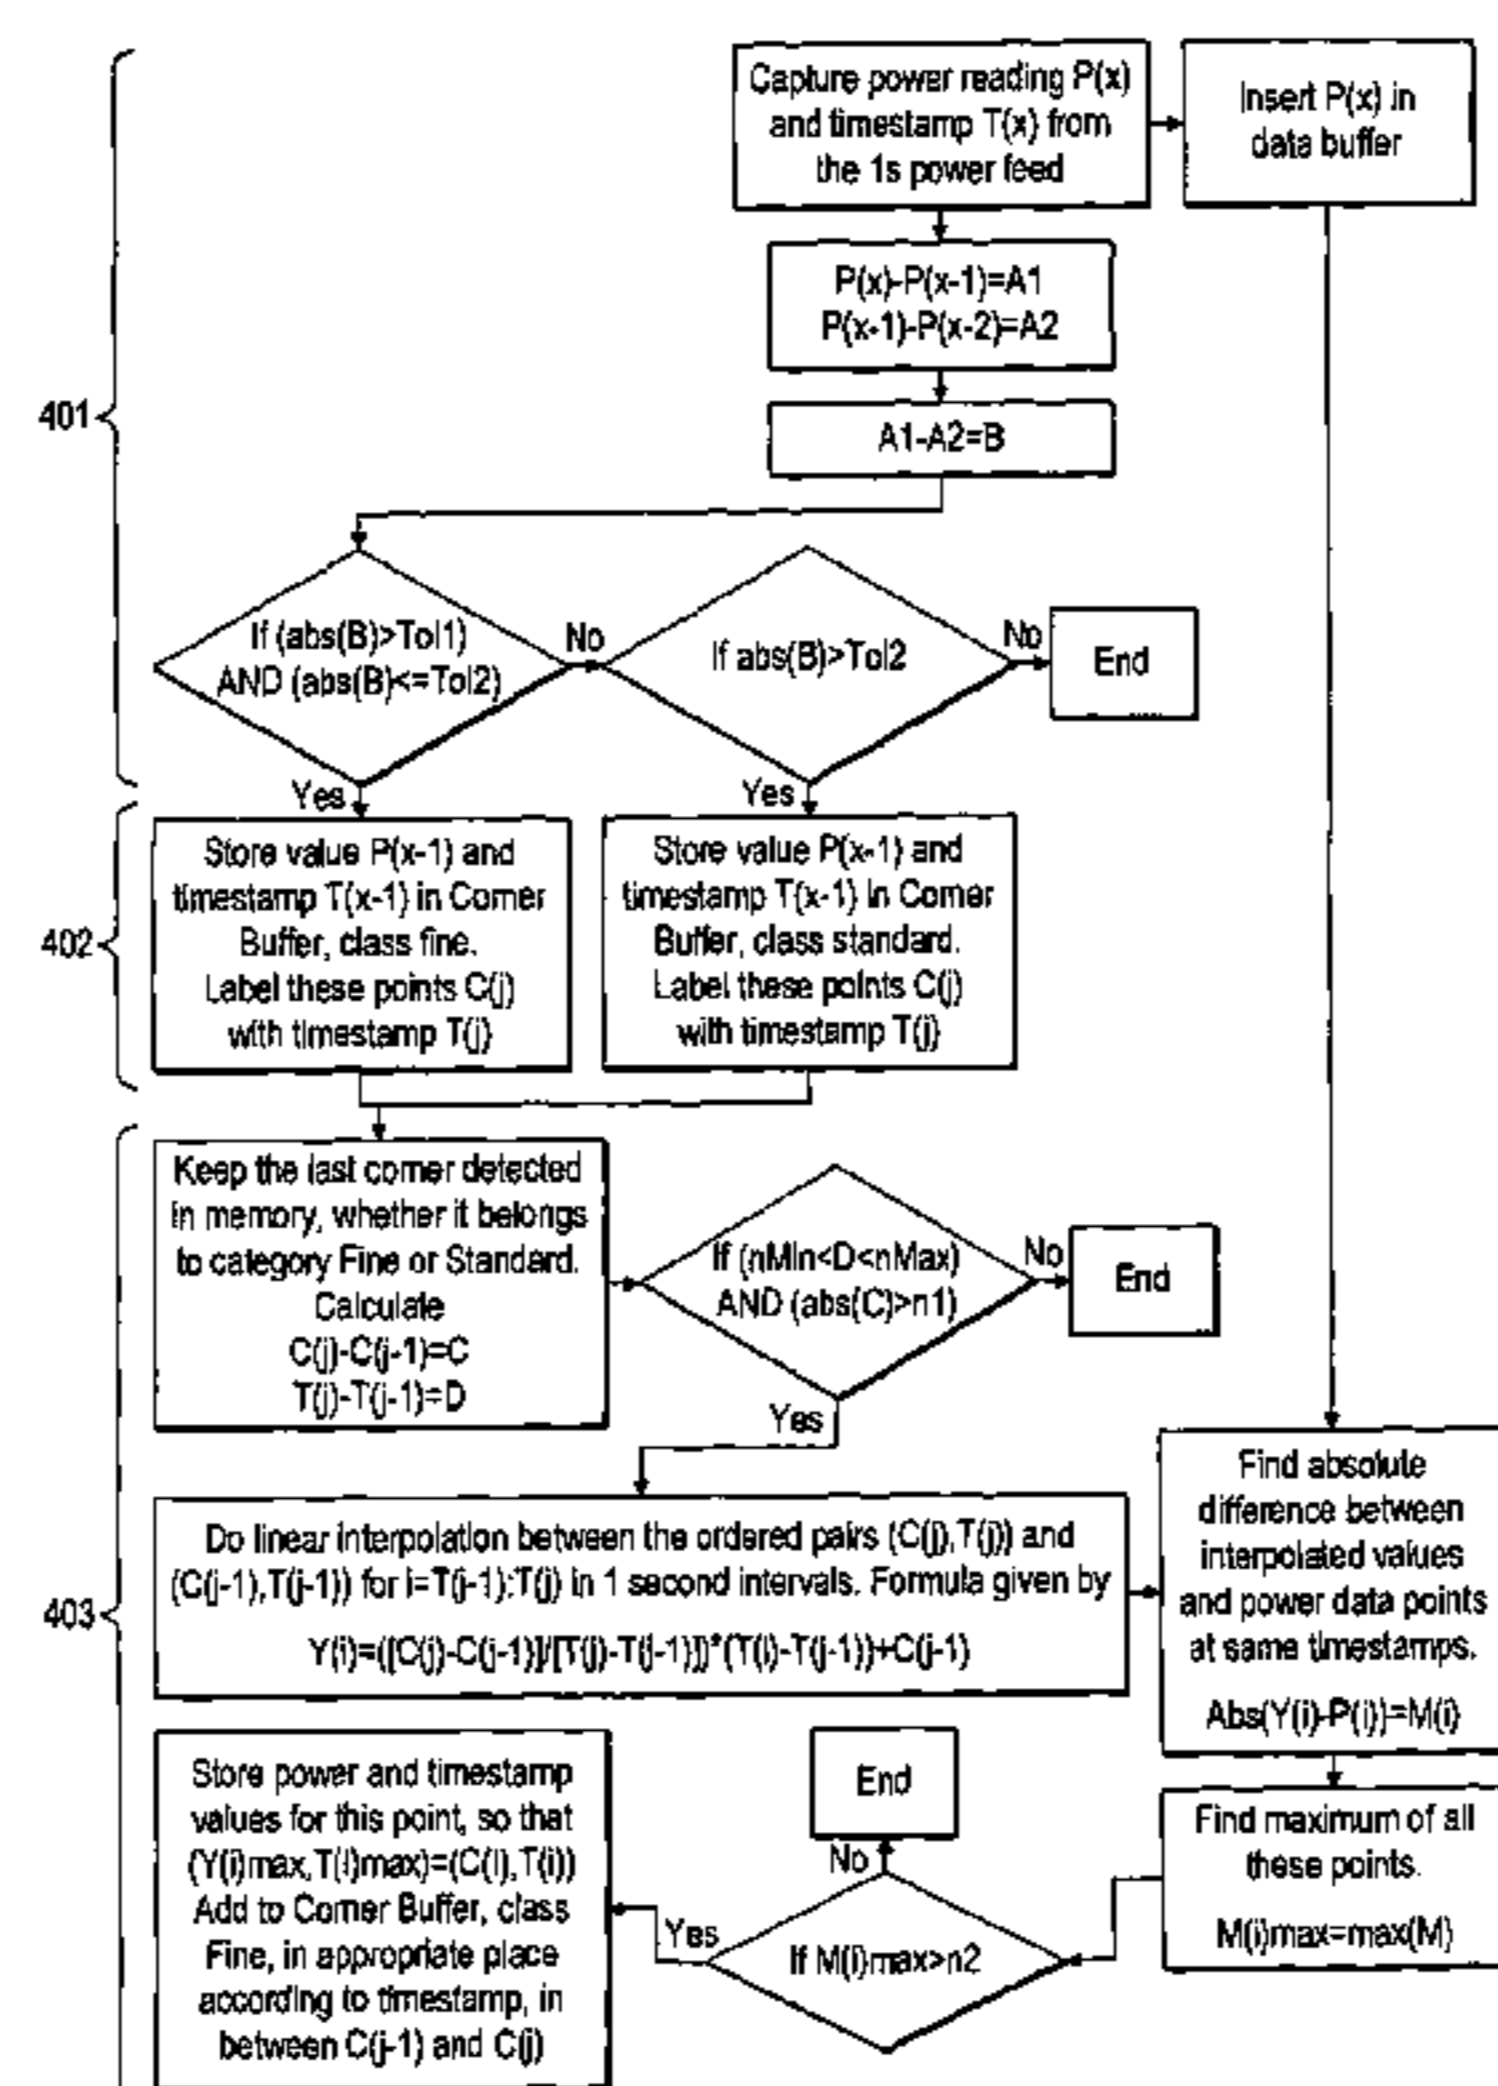 Capture power reading P(x)
and timestamp T(x) from
the 1s power feed
Insert P(x) in
data buffer
P(x)-P(x-1)=A1
P(x-1)-P(x-2)=A2
401
A1-A2=B
If (abs(B)>Tol1)
AND (abs(B)<=Tol2)
No
If abs(B)>Tol2
No
End
Yes
Yes
402
Store value P(x-1) and
timestamp T(x-1) in Corner
Buffer, class fine.
Label these points C(j)
with timestamp T(j)
Store value P(x-1) and
timestamp T(x-1) in Corner
Buffer, class standard.
Label these points C(j)
with timestamp T(j)
Keep the last corner detected
in memory, whether it belongs
to category Fine or Standard.
Calculate
C(j)-C(j-1)=C
T(j)-T(j-1)=D
If (nMin<D<nMax)
AND (abs(C)>n1)
No
End
Yes
403
Do linear interpolation between the ordered pairs (C(j),T(j)) and
(C(j-1),T(j-1)) for i=T(j-1):T(j) in 1 second intervals. Formula given by
Y(i)=([C(j)-C(j-1)]/[T(j)-T(j-1)])*(T(i)-T(j-1))+C(j-1)
Find absolute
difference between
interpolated values
and power data points
at same timestamps.
Abs(Y(i)-P(i))=M(i)
Find maximum of all
these points.
M(i)max=max(M)
If M(i)max>n2
No
End
Yes
Store power and timestamp
values for this point, so that
(Y(i)max,T(i)max)=(C(i),T(i))
Add to Corner Buffer, class
Fine, in appropriate place
according to timestamp, in
between C(j-1) and C(j)